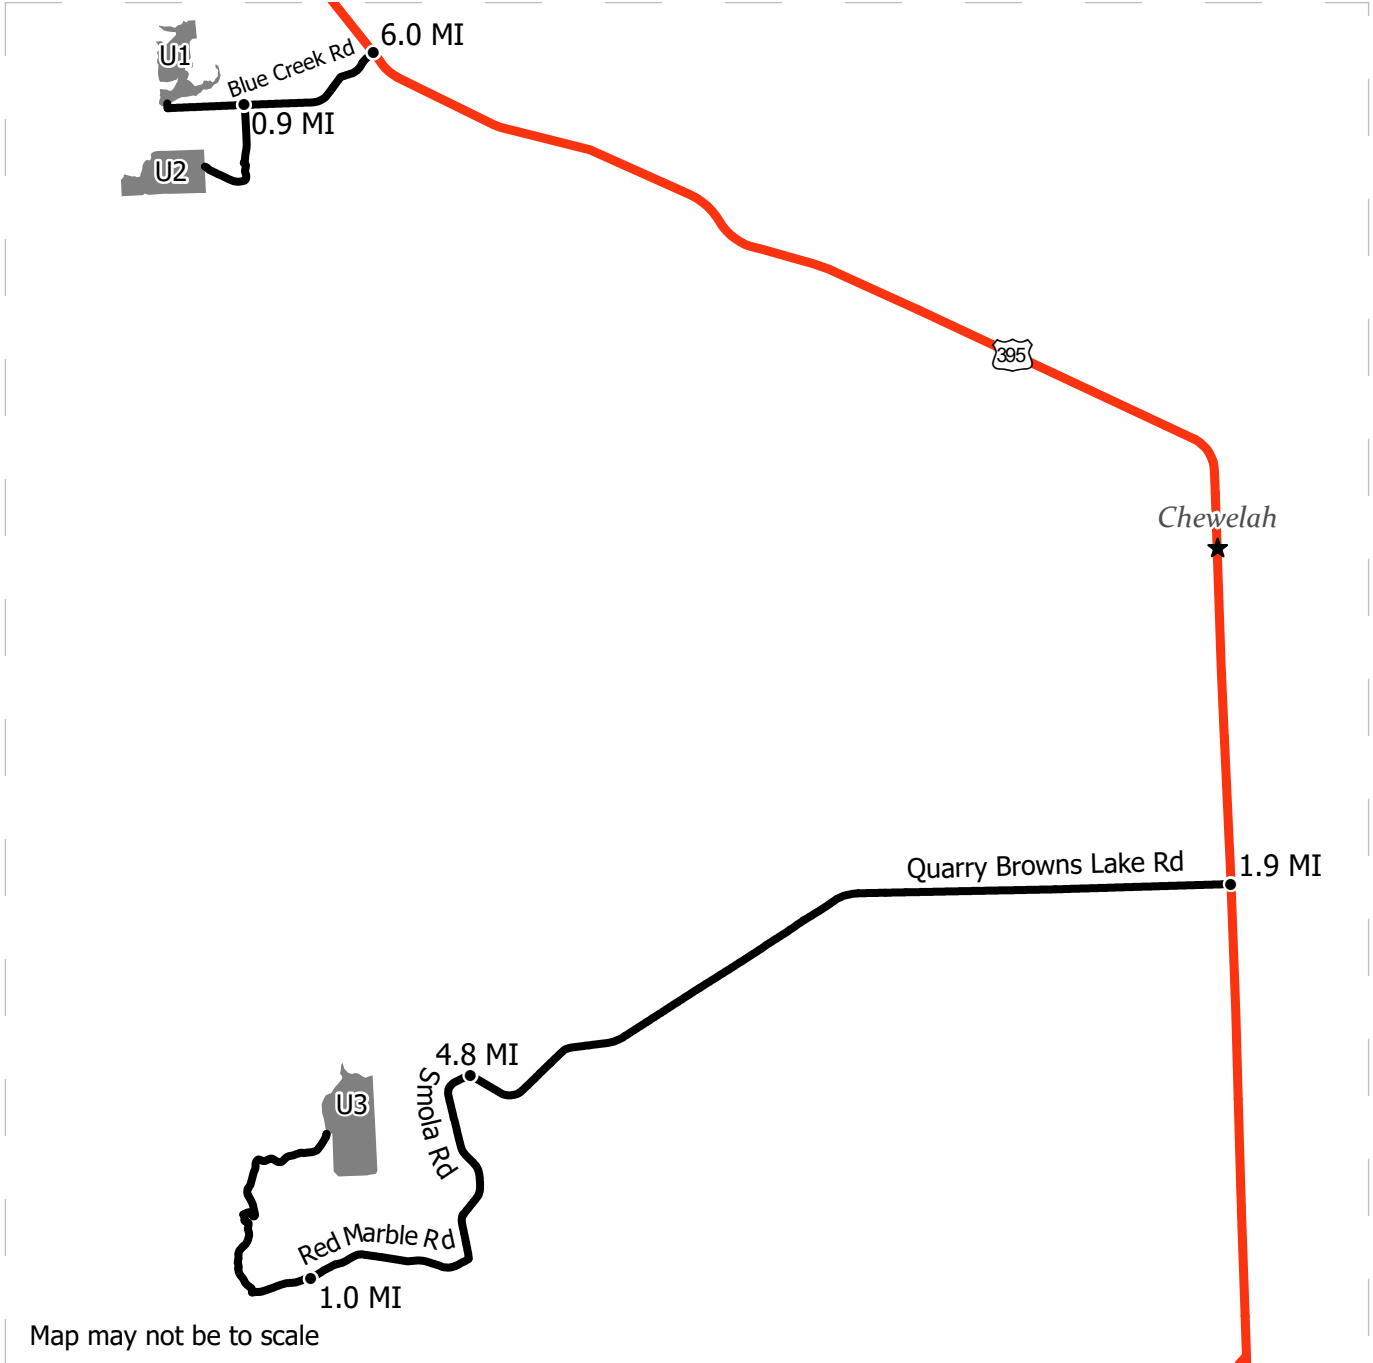 6.0 MI
U1
Blue Creek Rd
0.9 MI
U2
395
Chewelah
Quarry Browns Lake Rd
1.9 MI
4.8 MI
Smola Rd
U3
Red Marble Rd
1.0 MI
Map may not be to scale